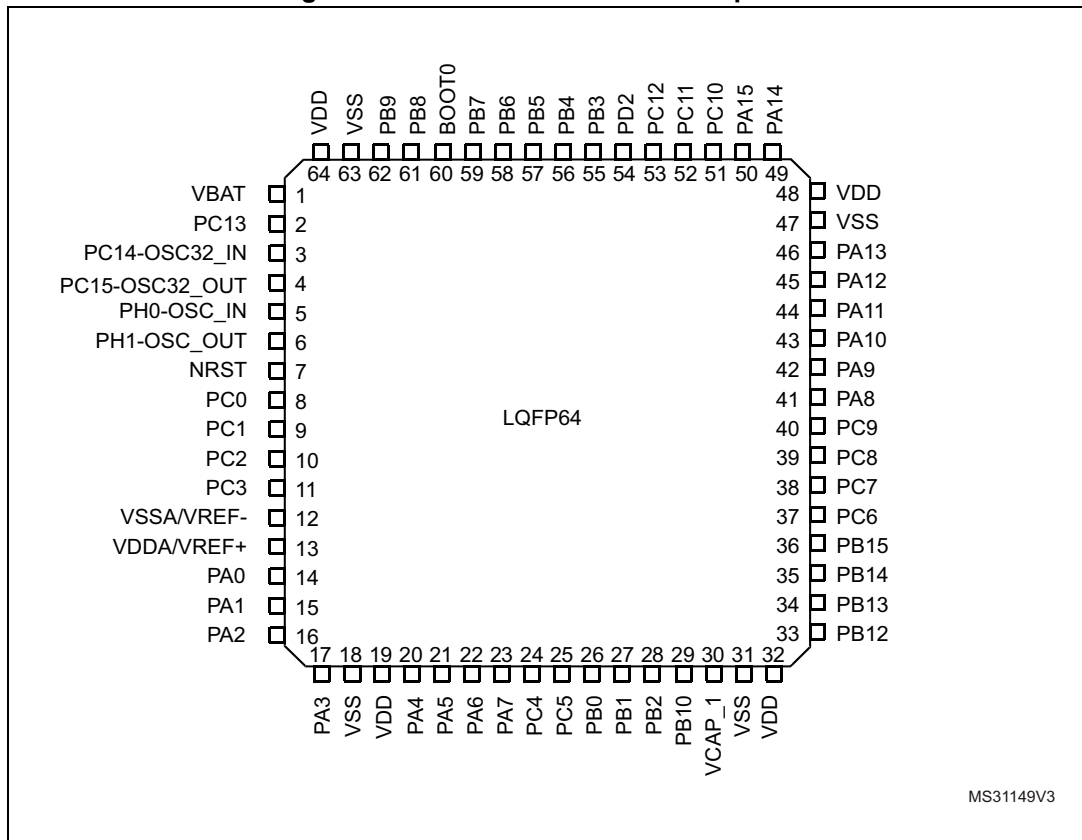 VDD
VSS
PB9
PB8
BOOT0
PB7
PB6
PB5
PB4
PB3
PD2
PC12
PC11
PC10
PA15
PA14
64 63 62 61 60 59 58 57 56 55 54 53 52 51 50 49
VBAT 1
PC13 2
PC14-OSC32_IN 3
PC15-OSC32_OUT 4
PH0-OSC_IN 5
PH1-OSC_OUT 6
NRST 7
PC0 8
PC1 9
PC2 10
PC3 11
VSSA/VREF- 12
VDDA/VREF+ 13
PA0 14
PA1 15
PA2 16
LQFP64
48 VDD
47 VSS
46 PA13
45 PA12
44 PA11
43 PA10
42 PA9
41 PA8
40 PC9
39 PC8
38 PC7
37 PC6
36 PB15
35 PB14
34 PB13
33 PB12
17 18 19 20 21 22 23 24 25 26 27 28 29 30 31 32
PA3
VSS
VDD
PA4
PA5
PA6
PA7
PC4
PC5
PB0
PB1
PB2
PB10
VCAP_1
VSS
VDD
MS31149V3